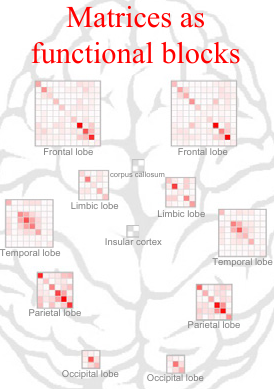 Matrices as
functional blocks
Frontal lobe
Frontal lobe
corpus callosum
Limbic lobe
Limbic lobe
Insular cortex
Temporal lobe
Temporal lobe
Parietal lobe
Parietal lobe
Occipital lobe
Occipital lobe